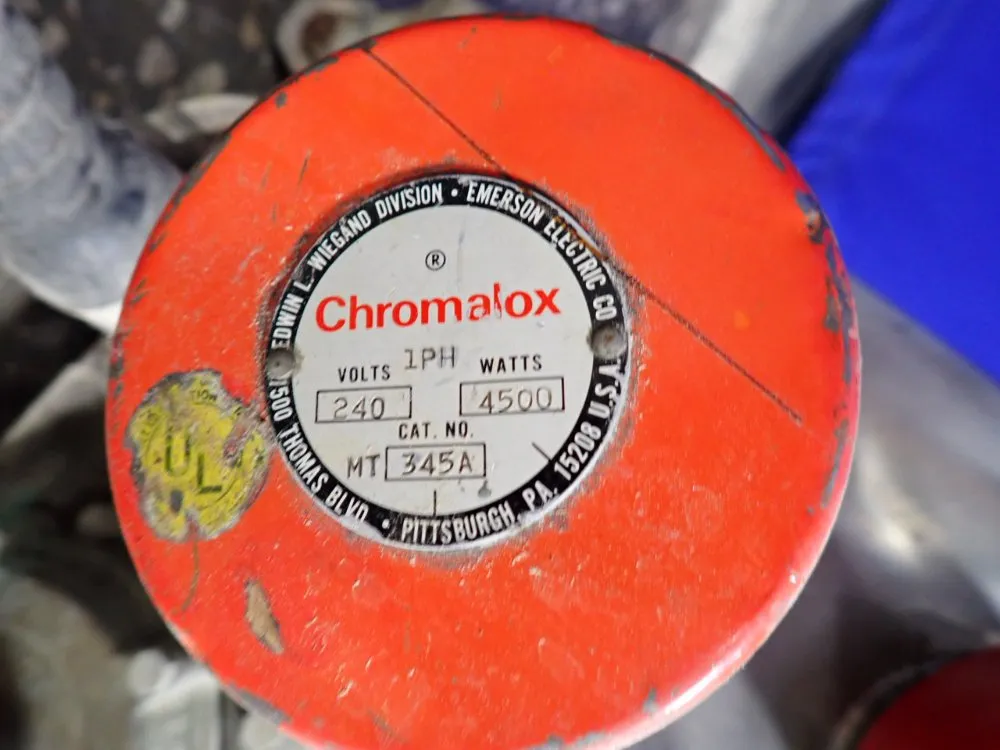 EDWIN L. WIEGAND DIVISION • EMERSON ELECTRIC CO
7500 THOMAS BLVD. • PITTSBURGH, PA. 15208 U.S.A.
®
Chromalox
VOLTS 1PH WATTS
240 4500
CAT. NO.
MT 345A
UL